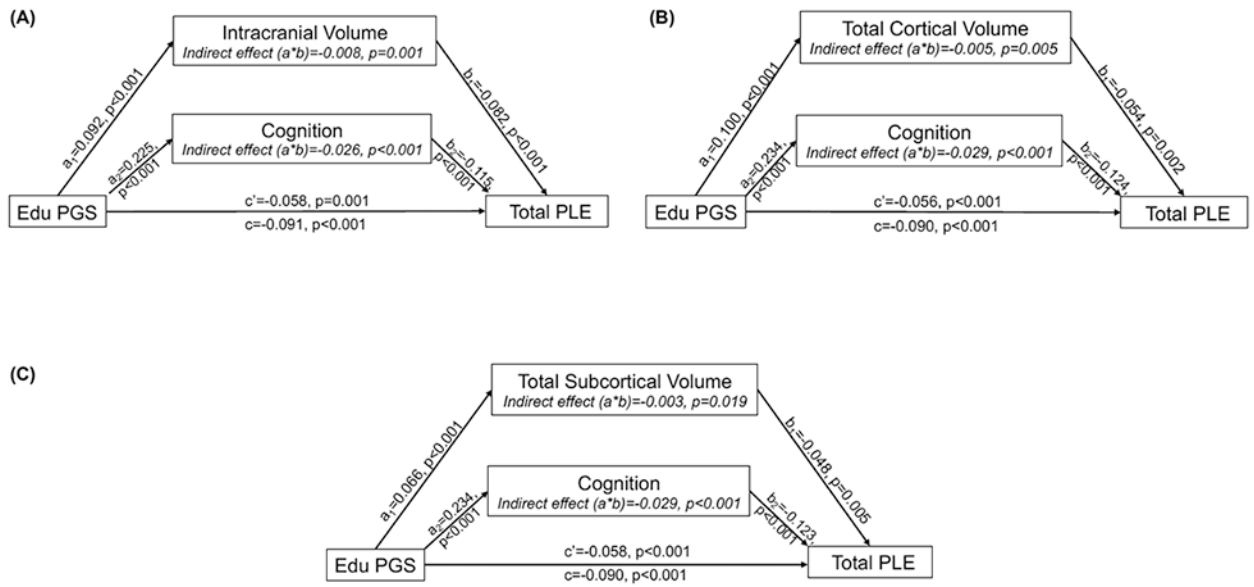 (A)
Intracranial Volume
Indirect effect (a*b)=-0.008, p=0.001
a₁=0.092, p<0.001
b₁=-0.082, p<0.001
Cognition
Indirect effect (a*b)=-0.026, p<0.001
a₂=0.225,
p<0.001
b₂=-0.115,
p<0.001
Edu PGS
c'=-0.058, p=0.001
c=-0.091, p<0.001
Total PLE
(B)
Total Cortical Volume
Indirect effect (a*b)=-0.005, p=0.005
a₁=0.100, p<0.001
b₁=-0.054, p=0.002
Cognition
Indirect effect (a*b)=-0.029, p<0.001
a₂=0.234,
p<0.001
b₂=-0.124,
p<0.001
Edu PGS
c'=-0.056, p<0.001
c=-0.090, p<0.001
Total PLE
(C)
Total Subcortical Volume
Indirect effect (a*b)=-0.003, p=0.019
a₁=0.066, p<0.001
b₁=-0.048, p=0.005
Cognition
Indirect effect (a*b)=-0.029, p<0.001
a₂=0.234,
p<0.001
b₂=-0.123,
p<0.001
Edu PGS
c'=-0.058, p<0.001
c=-0.090, p<0.001
Total PLE